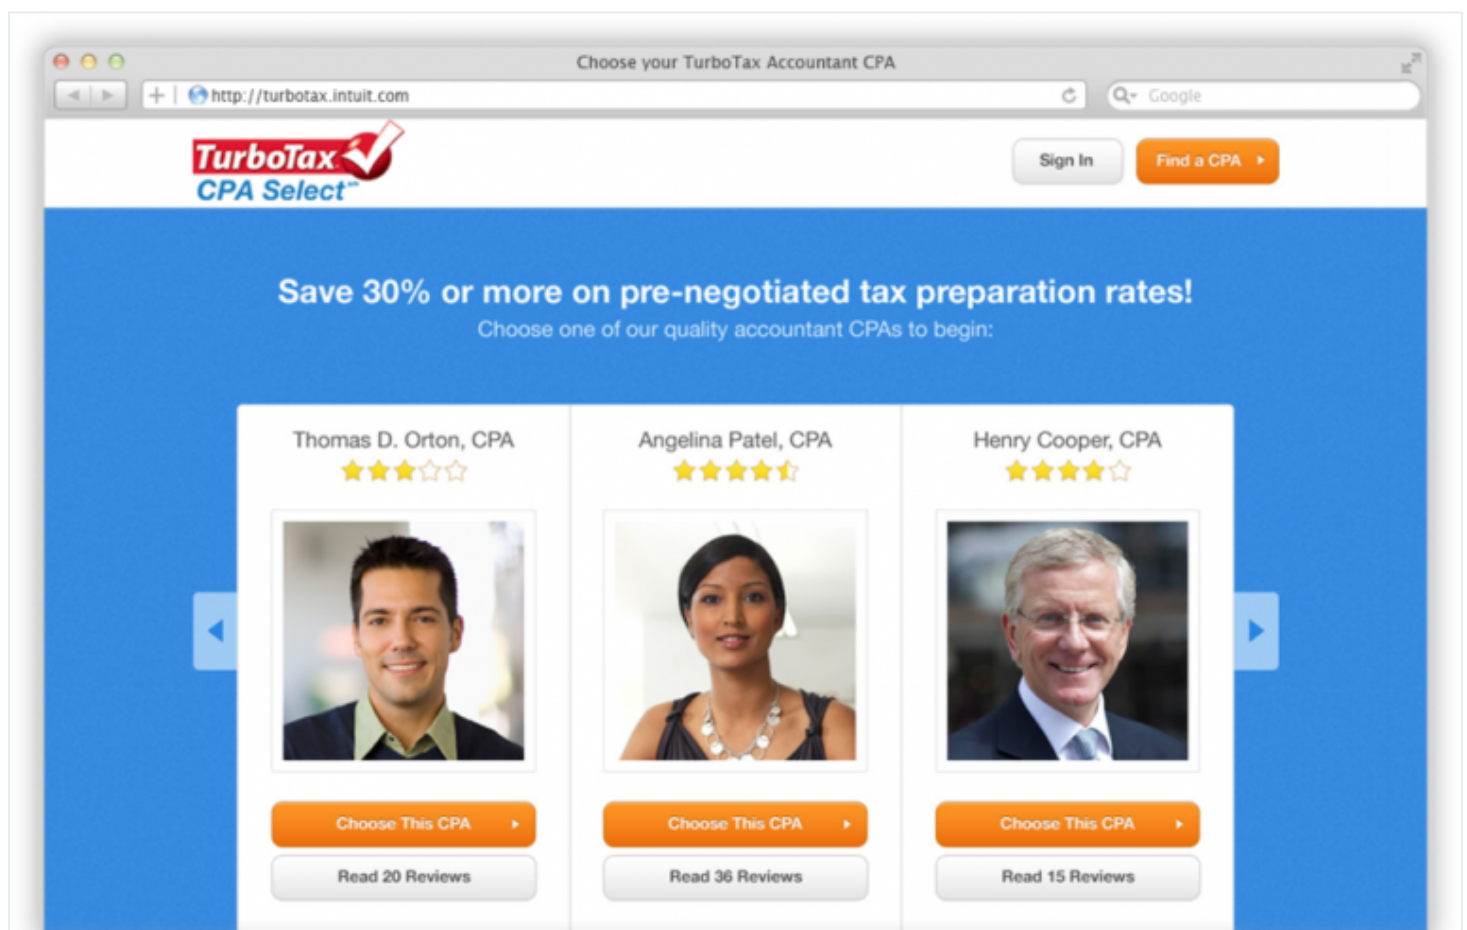 Choose your TurboTax Accountant CPA
http://turbotax.intuit.com
Google
TurboTax
CPA Select
Sign In
Find a CPA
Save 30% or more on pre-negotiated tax preparation rates!
Choose one of our quality accountant CPAs to begin:
Thomas D. Orton, CPA
Angelina Patel, CPA
Henry Cooper, CPA
Choose This CPA
Choose This CPA
Choose This CPA
Read 20 Reviews
Read 36 Reviews
Read 15 Reviews